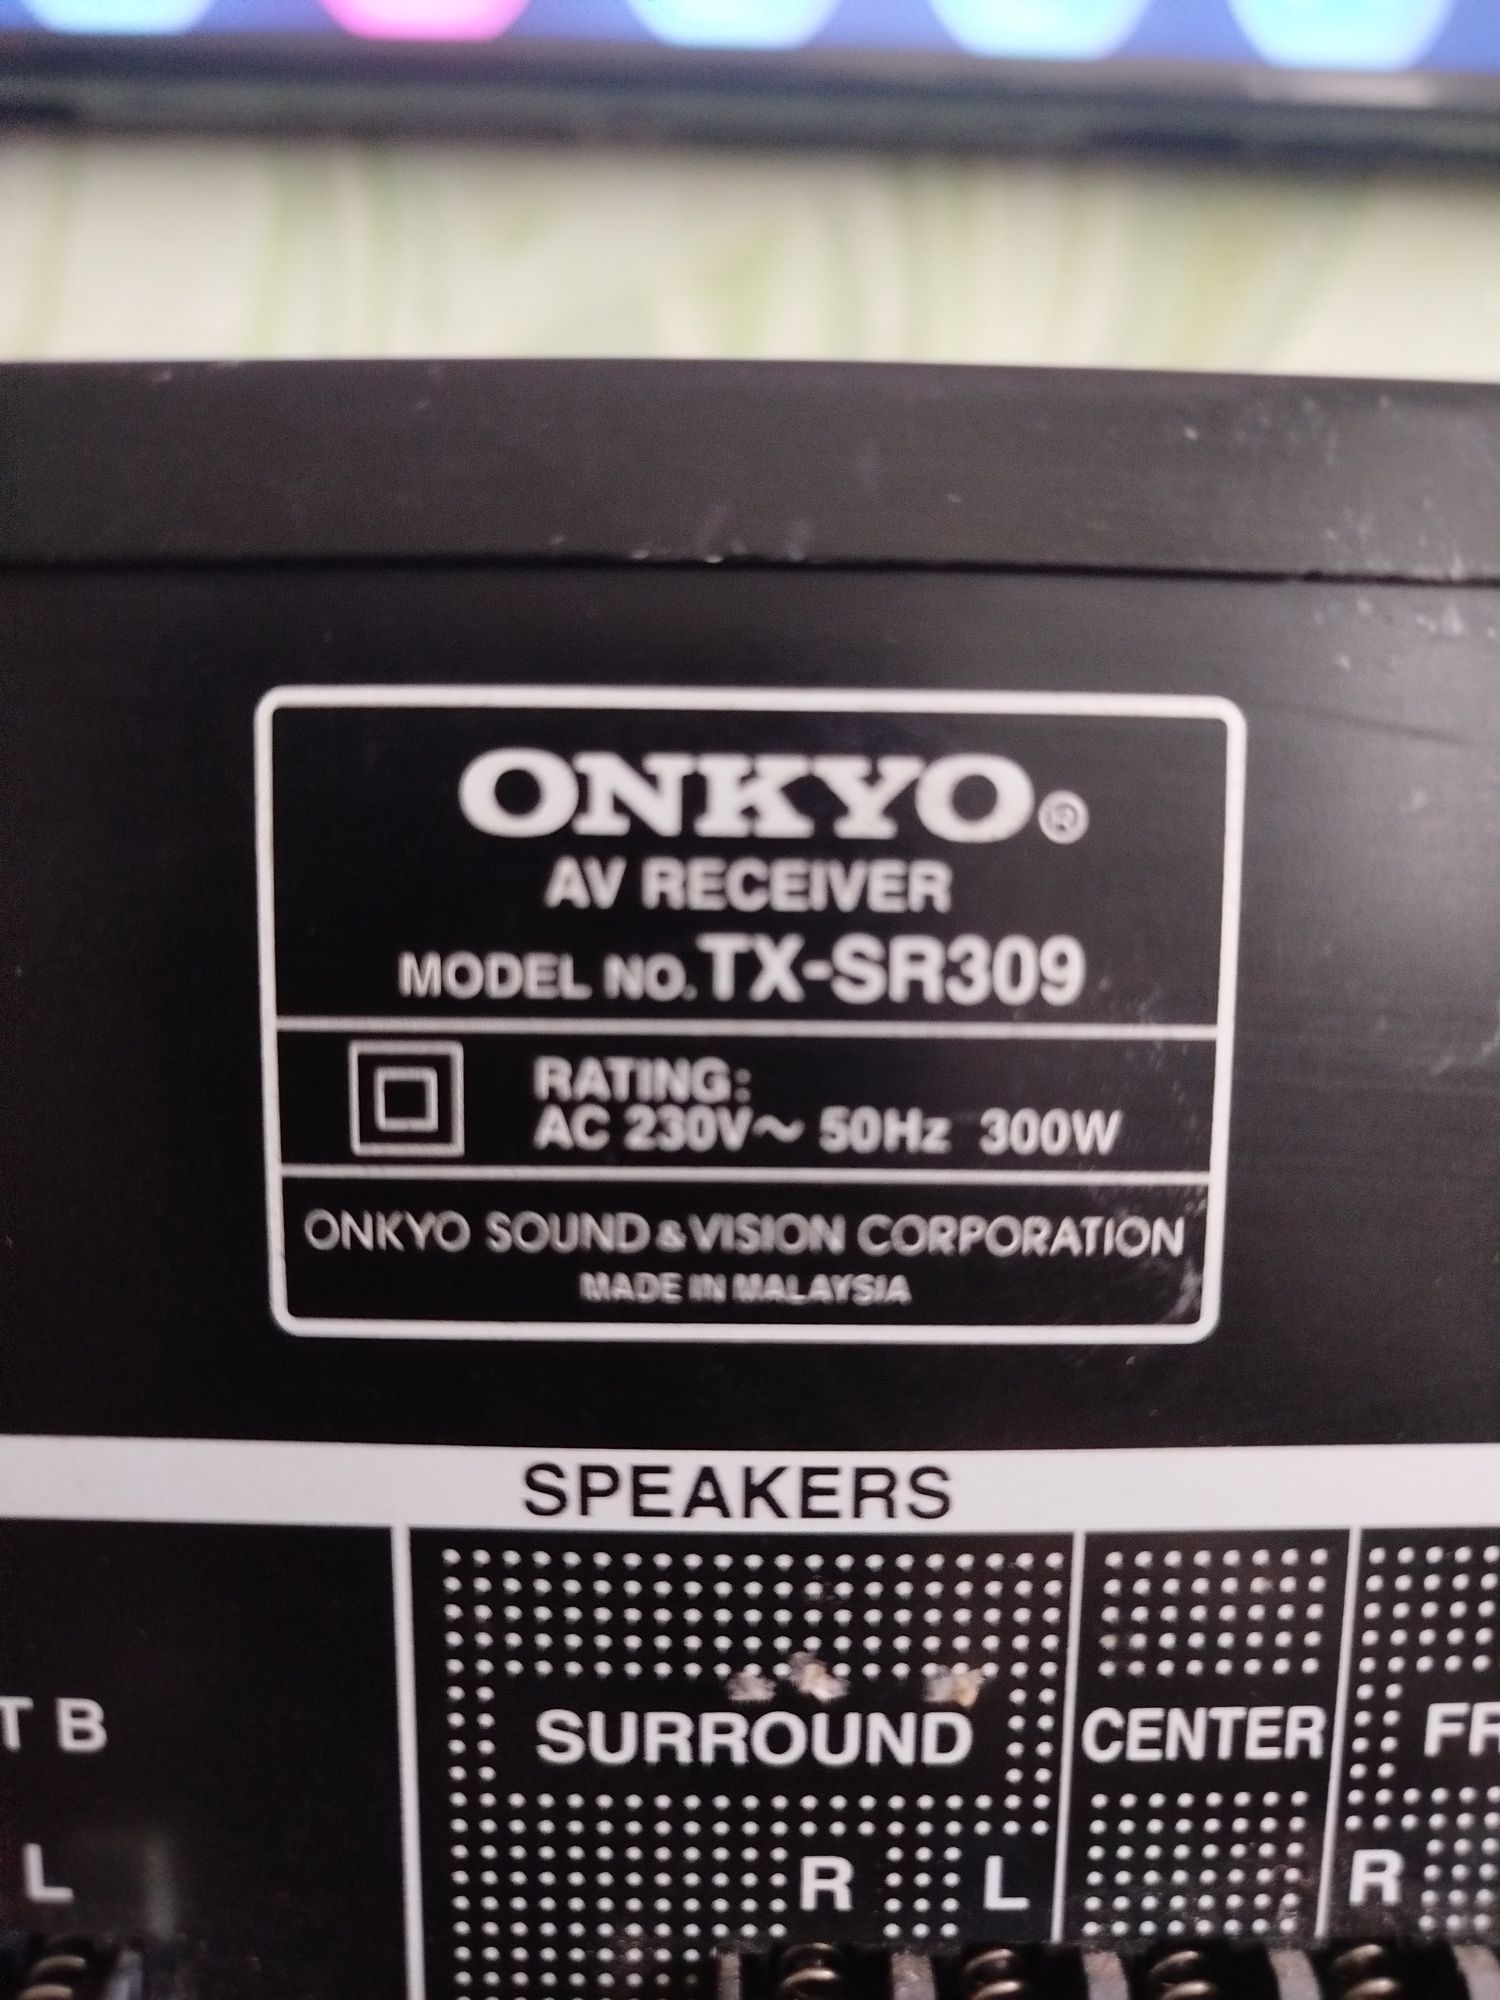 ONKYO®
AV RECEIVER
MODEL NO. TX-SR309
RATING:
AC 230V~ 50Hz 300W
ONKYO SOUND & VISION CORPORATION
MADE IN MALAYSIA
SPEAKERS
T B
SURROUND
CENTER
FR
L
R
L
R